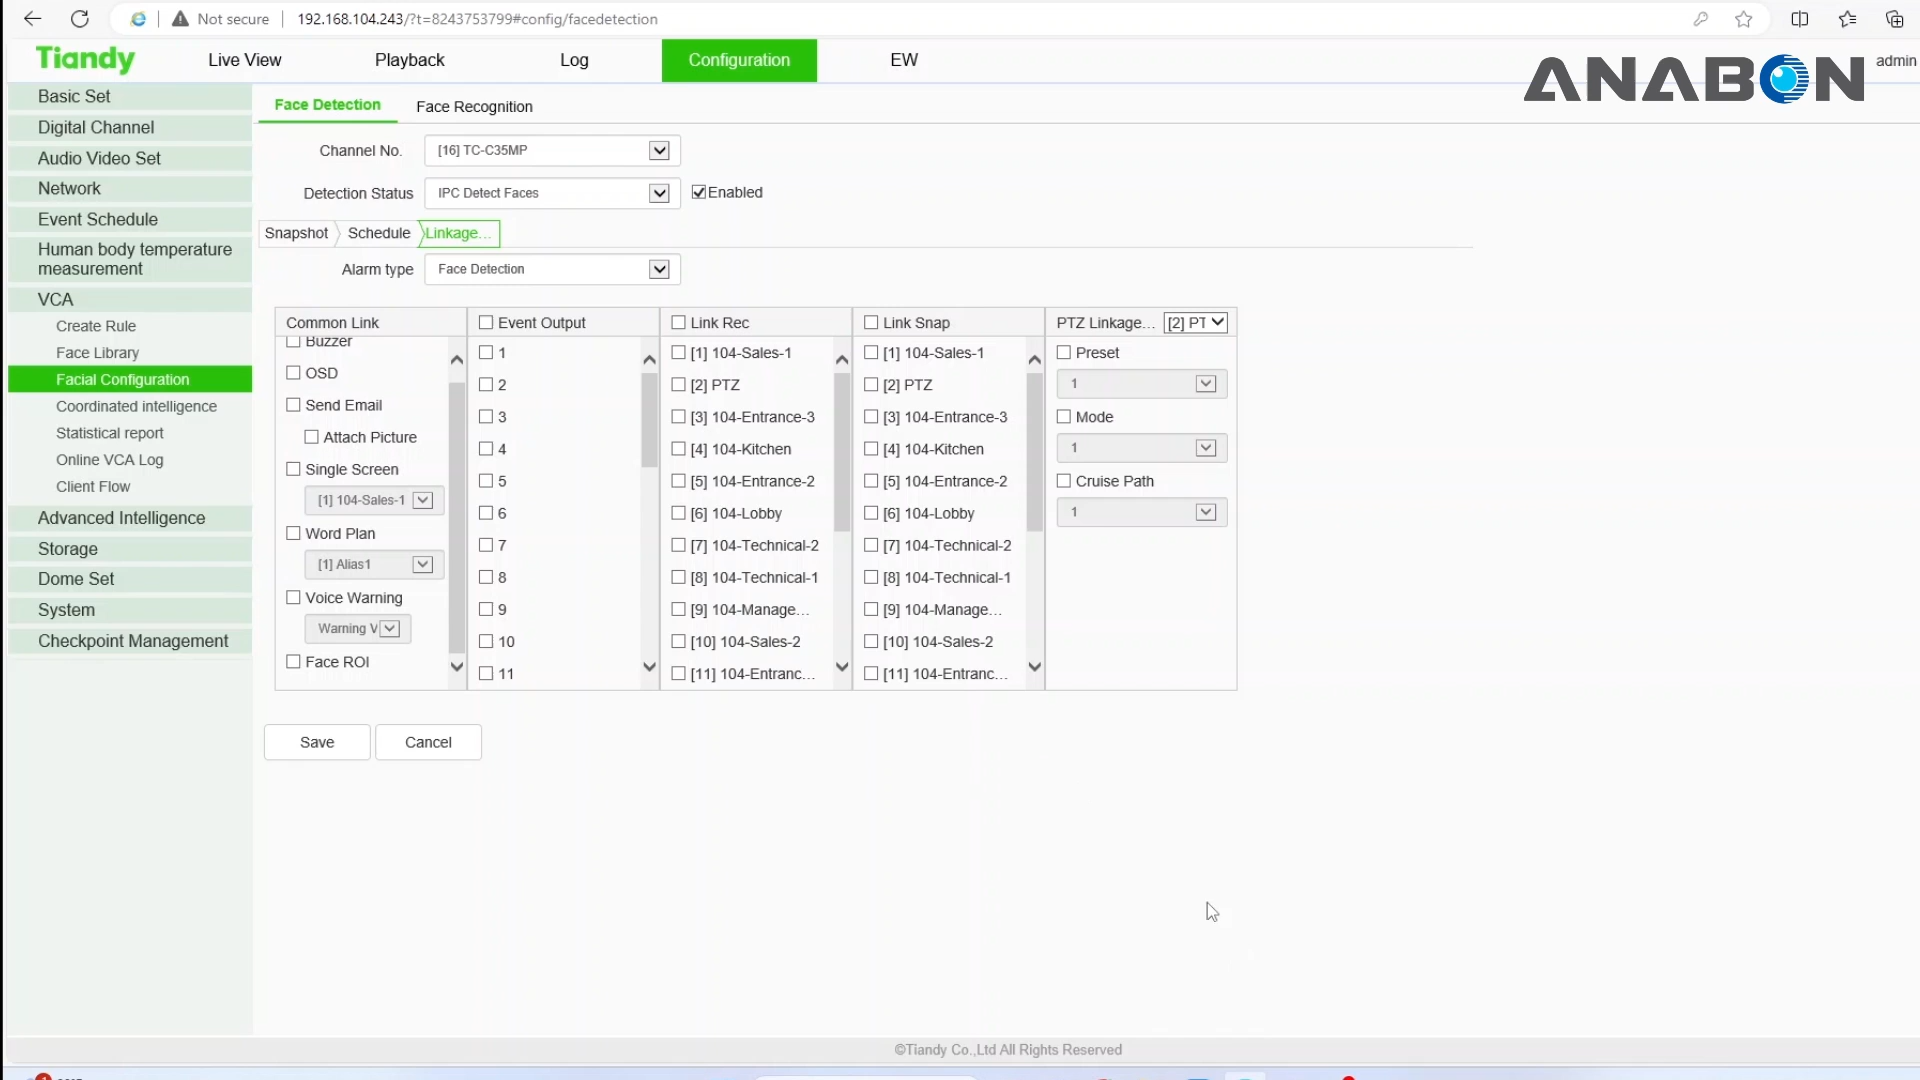 Not secure 192.168.104.243/?t=8243753799#config/facedetection
Tiandy Live View Playback Log Configuration EW admin
ANABON
Basic Set
Digital Channel
Audio Video Set
Network
Event Schedule
Human body temperature
measurement
VCA
Create Rule
Face Library
Facial Configuration
Coordinated intelligence
Statistical report
Online VCA Log
Client Flow
Advanced Intelligence
Storage
Dome Set
System
Checkpoint Management
Face Detection Face Recognition
Channel No. [16] TC-C35MP
Detection Status IPC Detect Faces Enabled
Snapshot Schedule Linkage...
Alarm type Face Detection
Common Link
Buzzer
OSD
Send Email
Attach Picture
Single Screen
[1] 104-Sales-1
Word Plan
[1] Alias1
Voice Warning
Warning V
Face ROI
Event Output
1
2
3
4
5
6
7
8
9
10
11
Link Rec
[1] 104-Sales-1
[2] PTZ
[3] 104-Entrance-3
[4] 104-Kitchen
[5] 104-Entrance-2
[6] 104-Lobby
[7] 104-Technical-2
[8] 104-Technical-1
[9] 104-Manage...
[10] 104-Sales-2
[11] 104-Entranc...
Link Snap
[1] 104-Sales-1
[2] PTZ
[3] 104-Entrance-3
[4] 104-Kitchen
[5] 104-Entrance-2
[6] 104-Lobby
[7] 104-Technical-2
[8] 104-Technical-1
[9] 104-Manage...
[10] 104-Sales-2
[11] 104-Entranc...
PTZ Linkage... [2] PT
Preset
1
Mode
1
Cruise Path
1
Save Cancel
©Tiandy Co.,Ltd All Rights Reserved